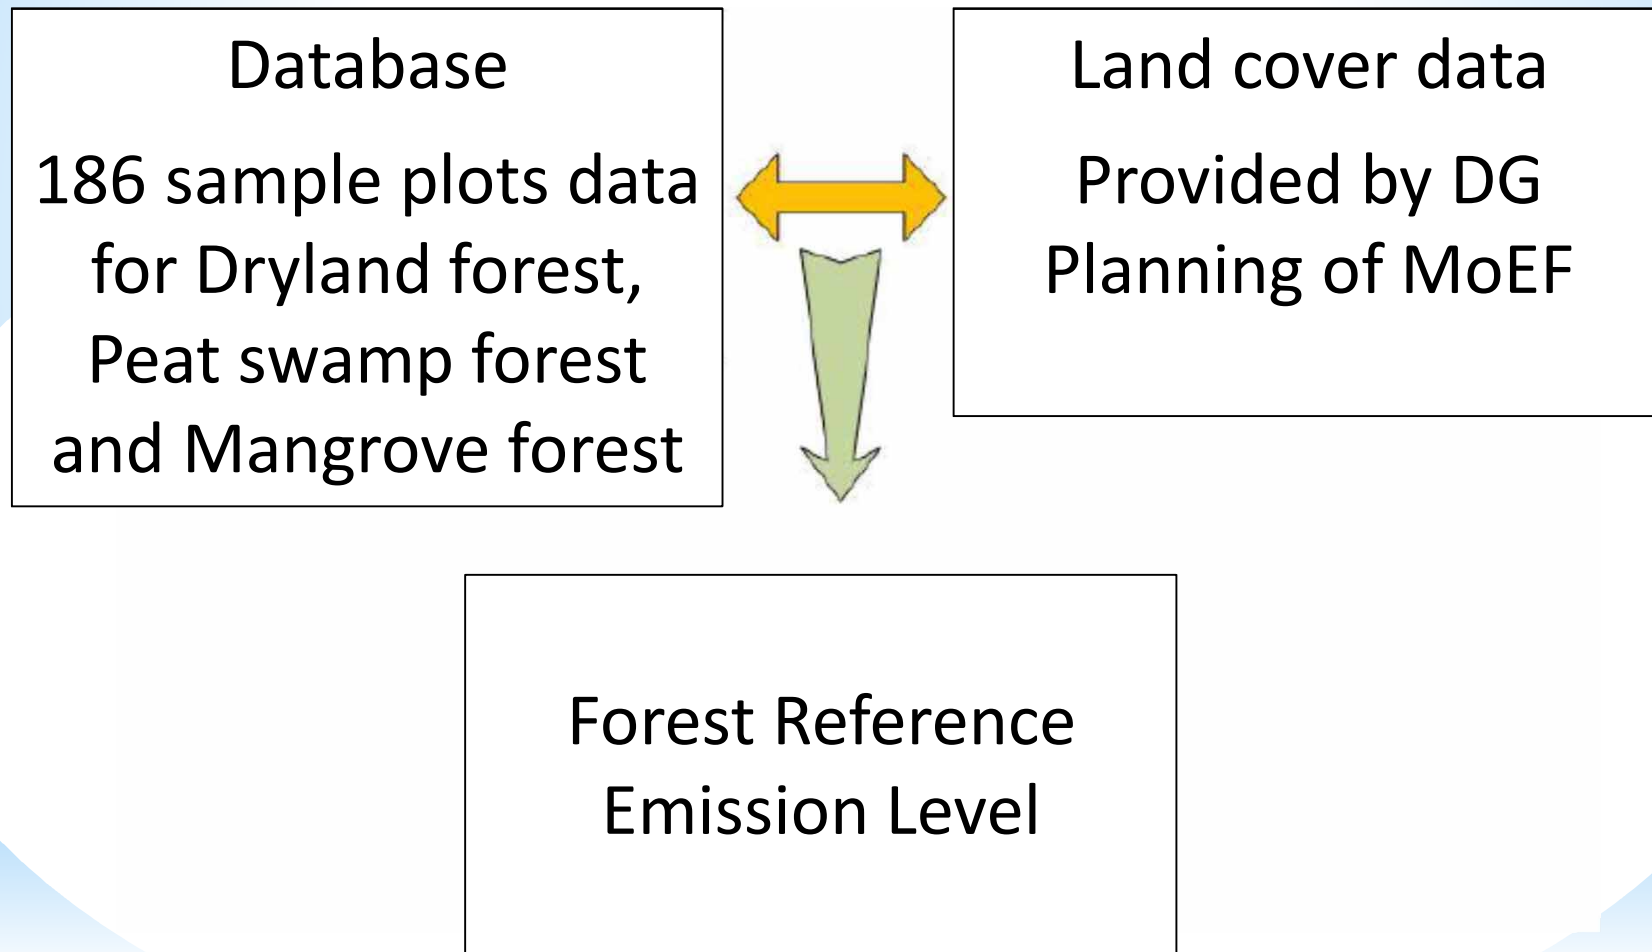 Database
186 sample plots data
for Dryland forest,
Peat swamp forest
and Mangrove forest
Land cover data
Provided by DG
Planning of MoEF
Forest Reference
Emission Level